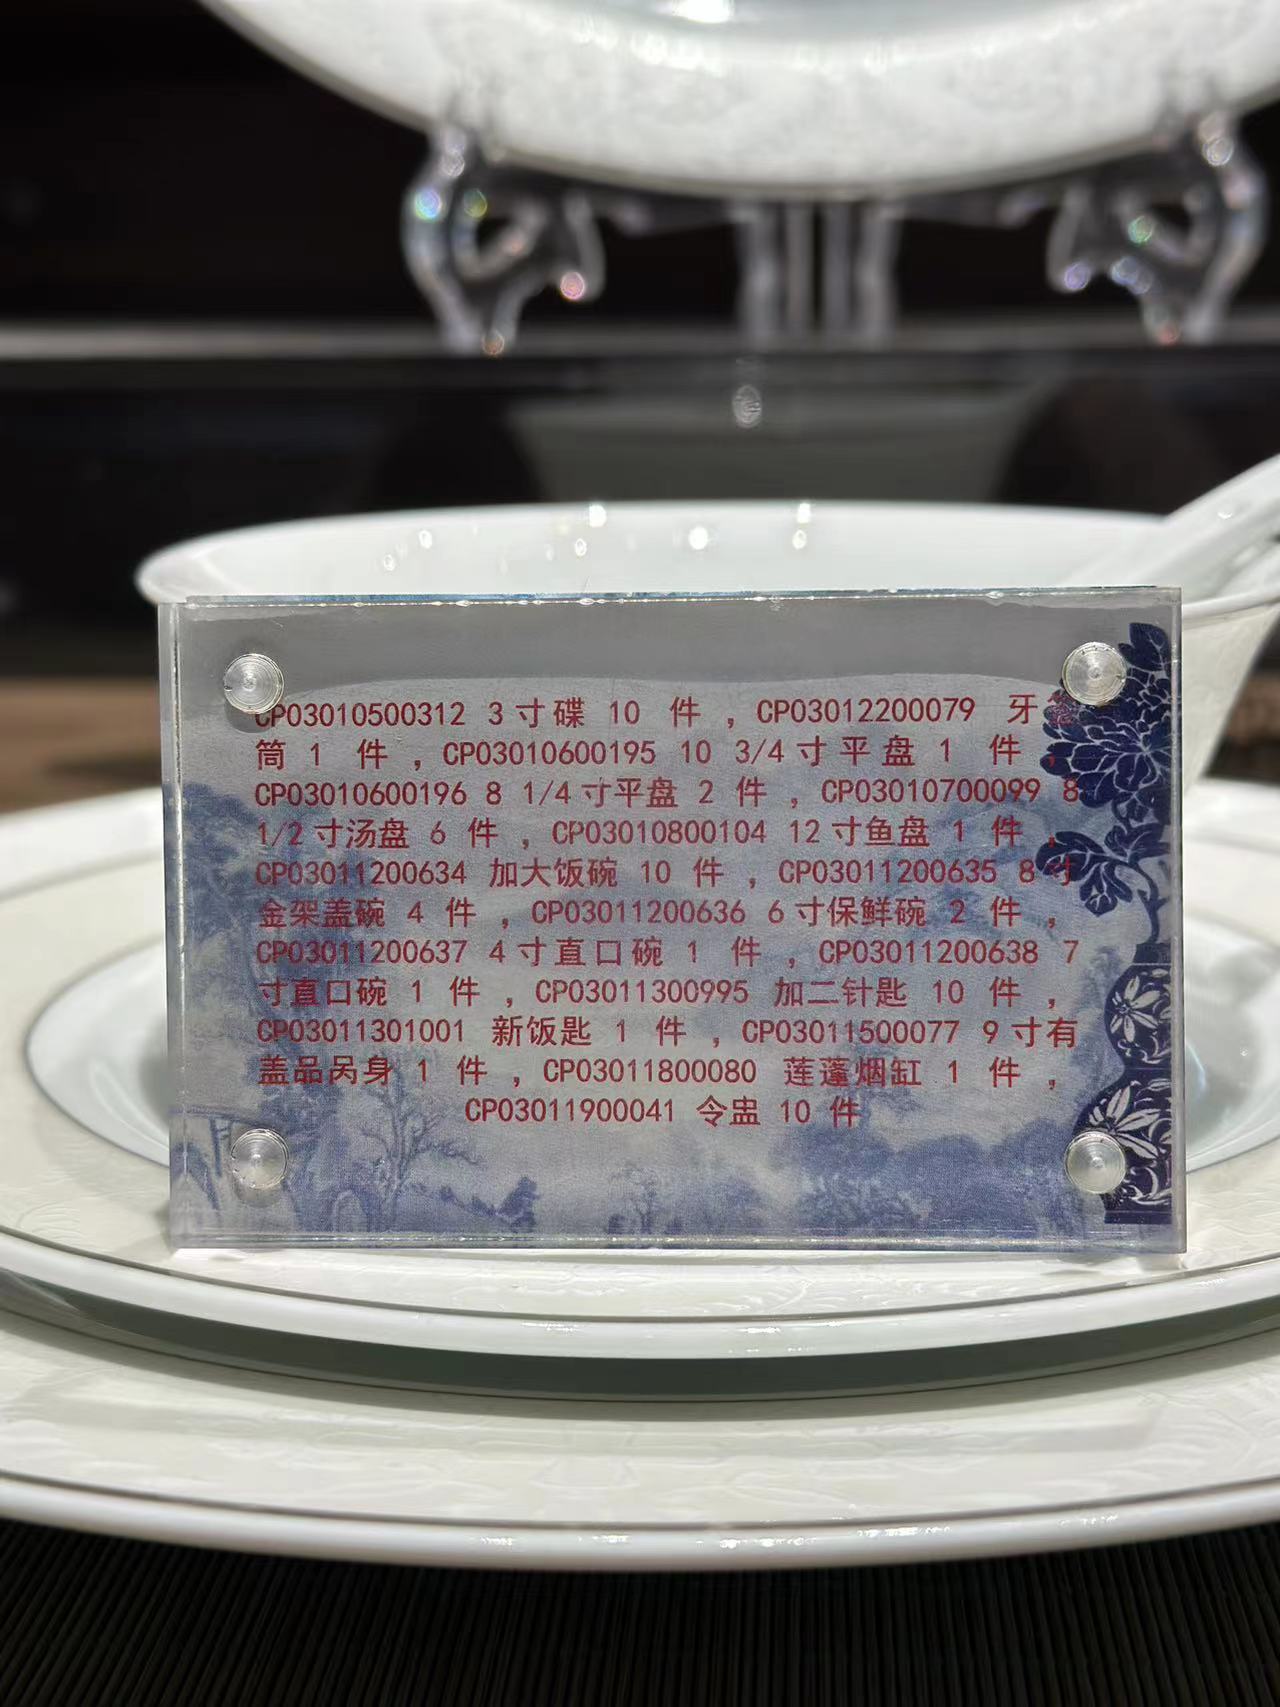 CP03010500312 3寸碟 10 件 , CP03012200079 牙
筒 1 件 , CP03010600195 10 3/4寸平盘 1 件 ,
CP03010600196 8 1/4寸平盘 2 件 , CP03010700099 8
1/2寸汤盘 6 件 , CP03010800104 12寸鱼盘 1 件 ,
CP03011200634 加大饭碗 10 件 , CP03011200635 8寸
金架盖碗 4 件 , CP03011200636 6寸保鲜碗 2 件 ,
CP03011200637 4寸直口碗 1 件 , CP03011200638 7
寸直口碗 1 件 , CP03011300995 加二针匙 10 件 ,
CP03011301001 新饭匙 1 件 , CP03011500077 9寸有
盖品呙身 1 件 , CP03011800080 莲蓬烟缸 1 件 ,
CP03011900041 令盅 10 件